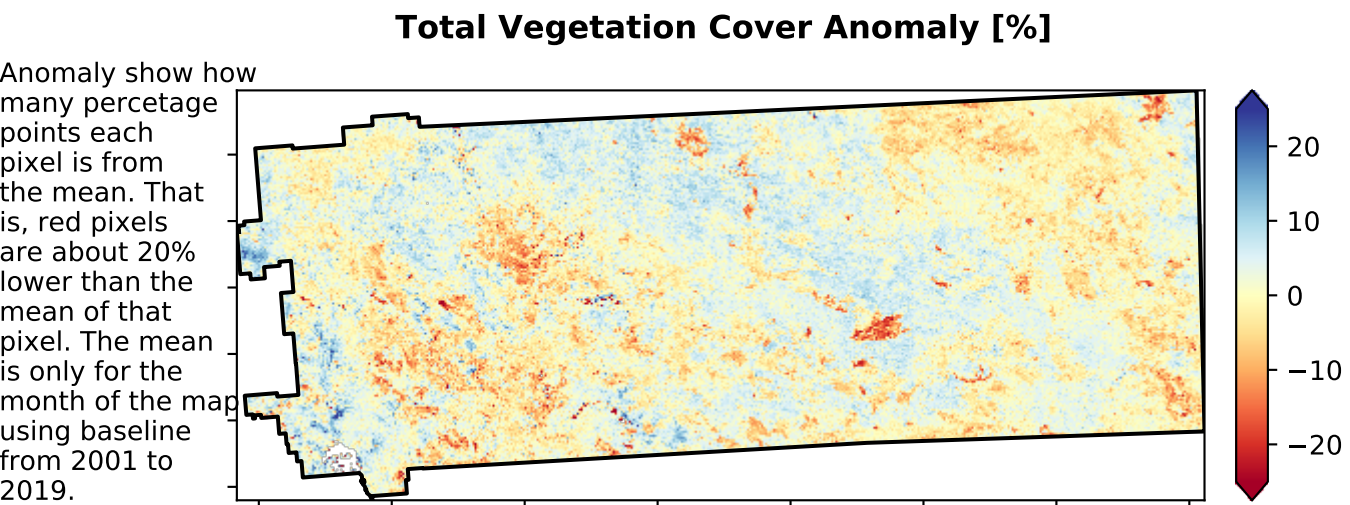 Total Vegetation Cover Anomaly [%]
Anomaly show how
many percetage
points each
pixel is from
the mean. That
is, red pixels
are about 20%
lower than the
mean of that
pixel. The mean
is only for the
month of the map
using baseline
from 2001 to
2019.
20
10
0
−10
−20